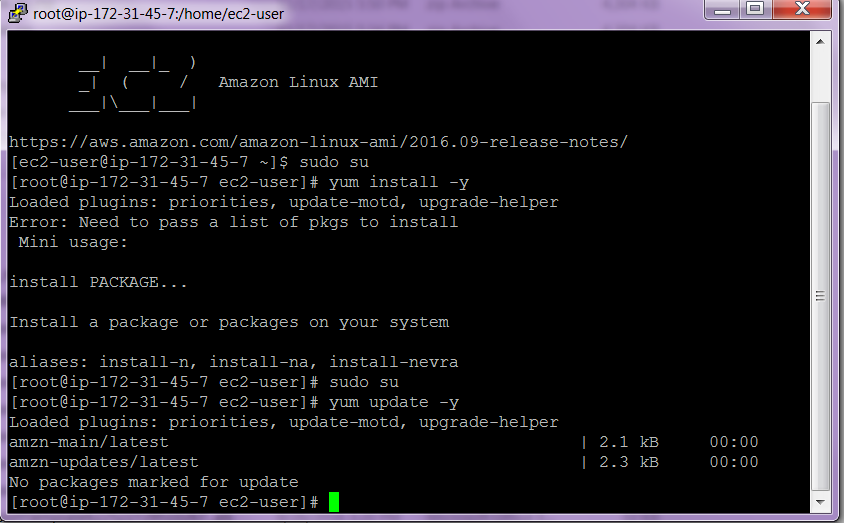 root@ip-172-31-45-7:/home/ec2-user
       __|  __|_  )
       _|  (     /   Amazon Linux AMI
      ___|\___|___|
https://aws.amazon.com/amazon-linux-ami/2016.09-release-notes/
[ec2-user@ip-172-31-45-7 ~]$ sudo su
[root@ip-172-31-45-7 ec2-user]# yum install -y
Loaded plugins: priorities, update-motd, upgrade-helper
Error: Need to pass a list of pkgs to install
 Mini usage:
install PACKAGE...
Install a package or packages on your system
aliases: install-n, install-na, install-nevra
[root@ip-172-31-45-7 ec2-user]# sudo su
[root@ip-172-31-45-7 ec2-user]# yum update -y
Loaded plugins: priorities, update-motd, upgrade-helper
amzn-main/latest                                         | 2.1 kB     00:00
amzn-updates/latest                                      | 2.3 kB     00:00
No packages marked for update
[root@ip-172-31-45-7 ec2-user]#